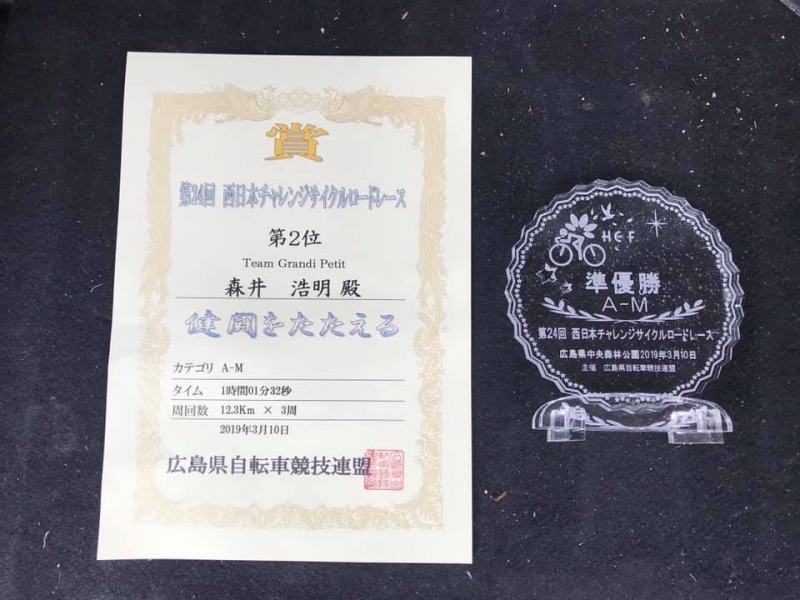 賞
第24回 西日本チャレンジサイクルロードレース
第2位
Team Grandi Petit
森井 浩明 殿
健闘をたたえる
カテゴリ A-M
タイム 1時間01分32秒
周回数 12.3Km × 3周
2019年3月10日
広島県自転車競技連盟
HCF
準優勝
A-M
第24回 西日本チャレンジサイクルロードレース
広島県中央森林公園2019年3月10日
主催 広島県自転車競技連盟